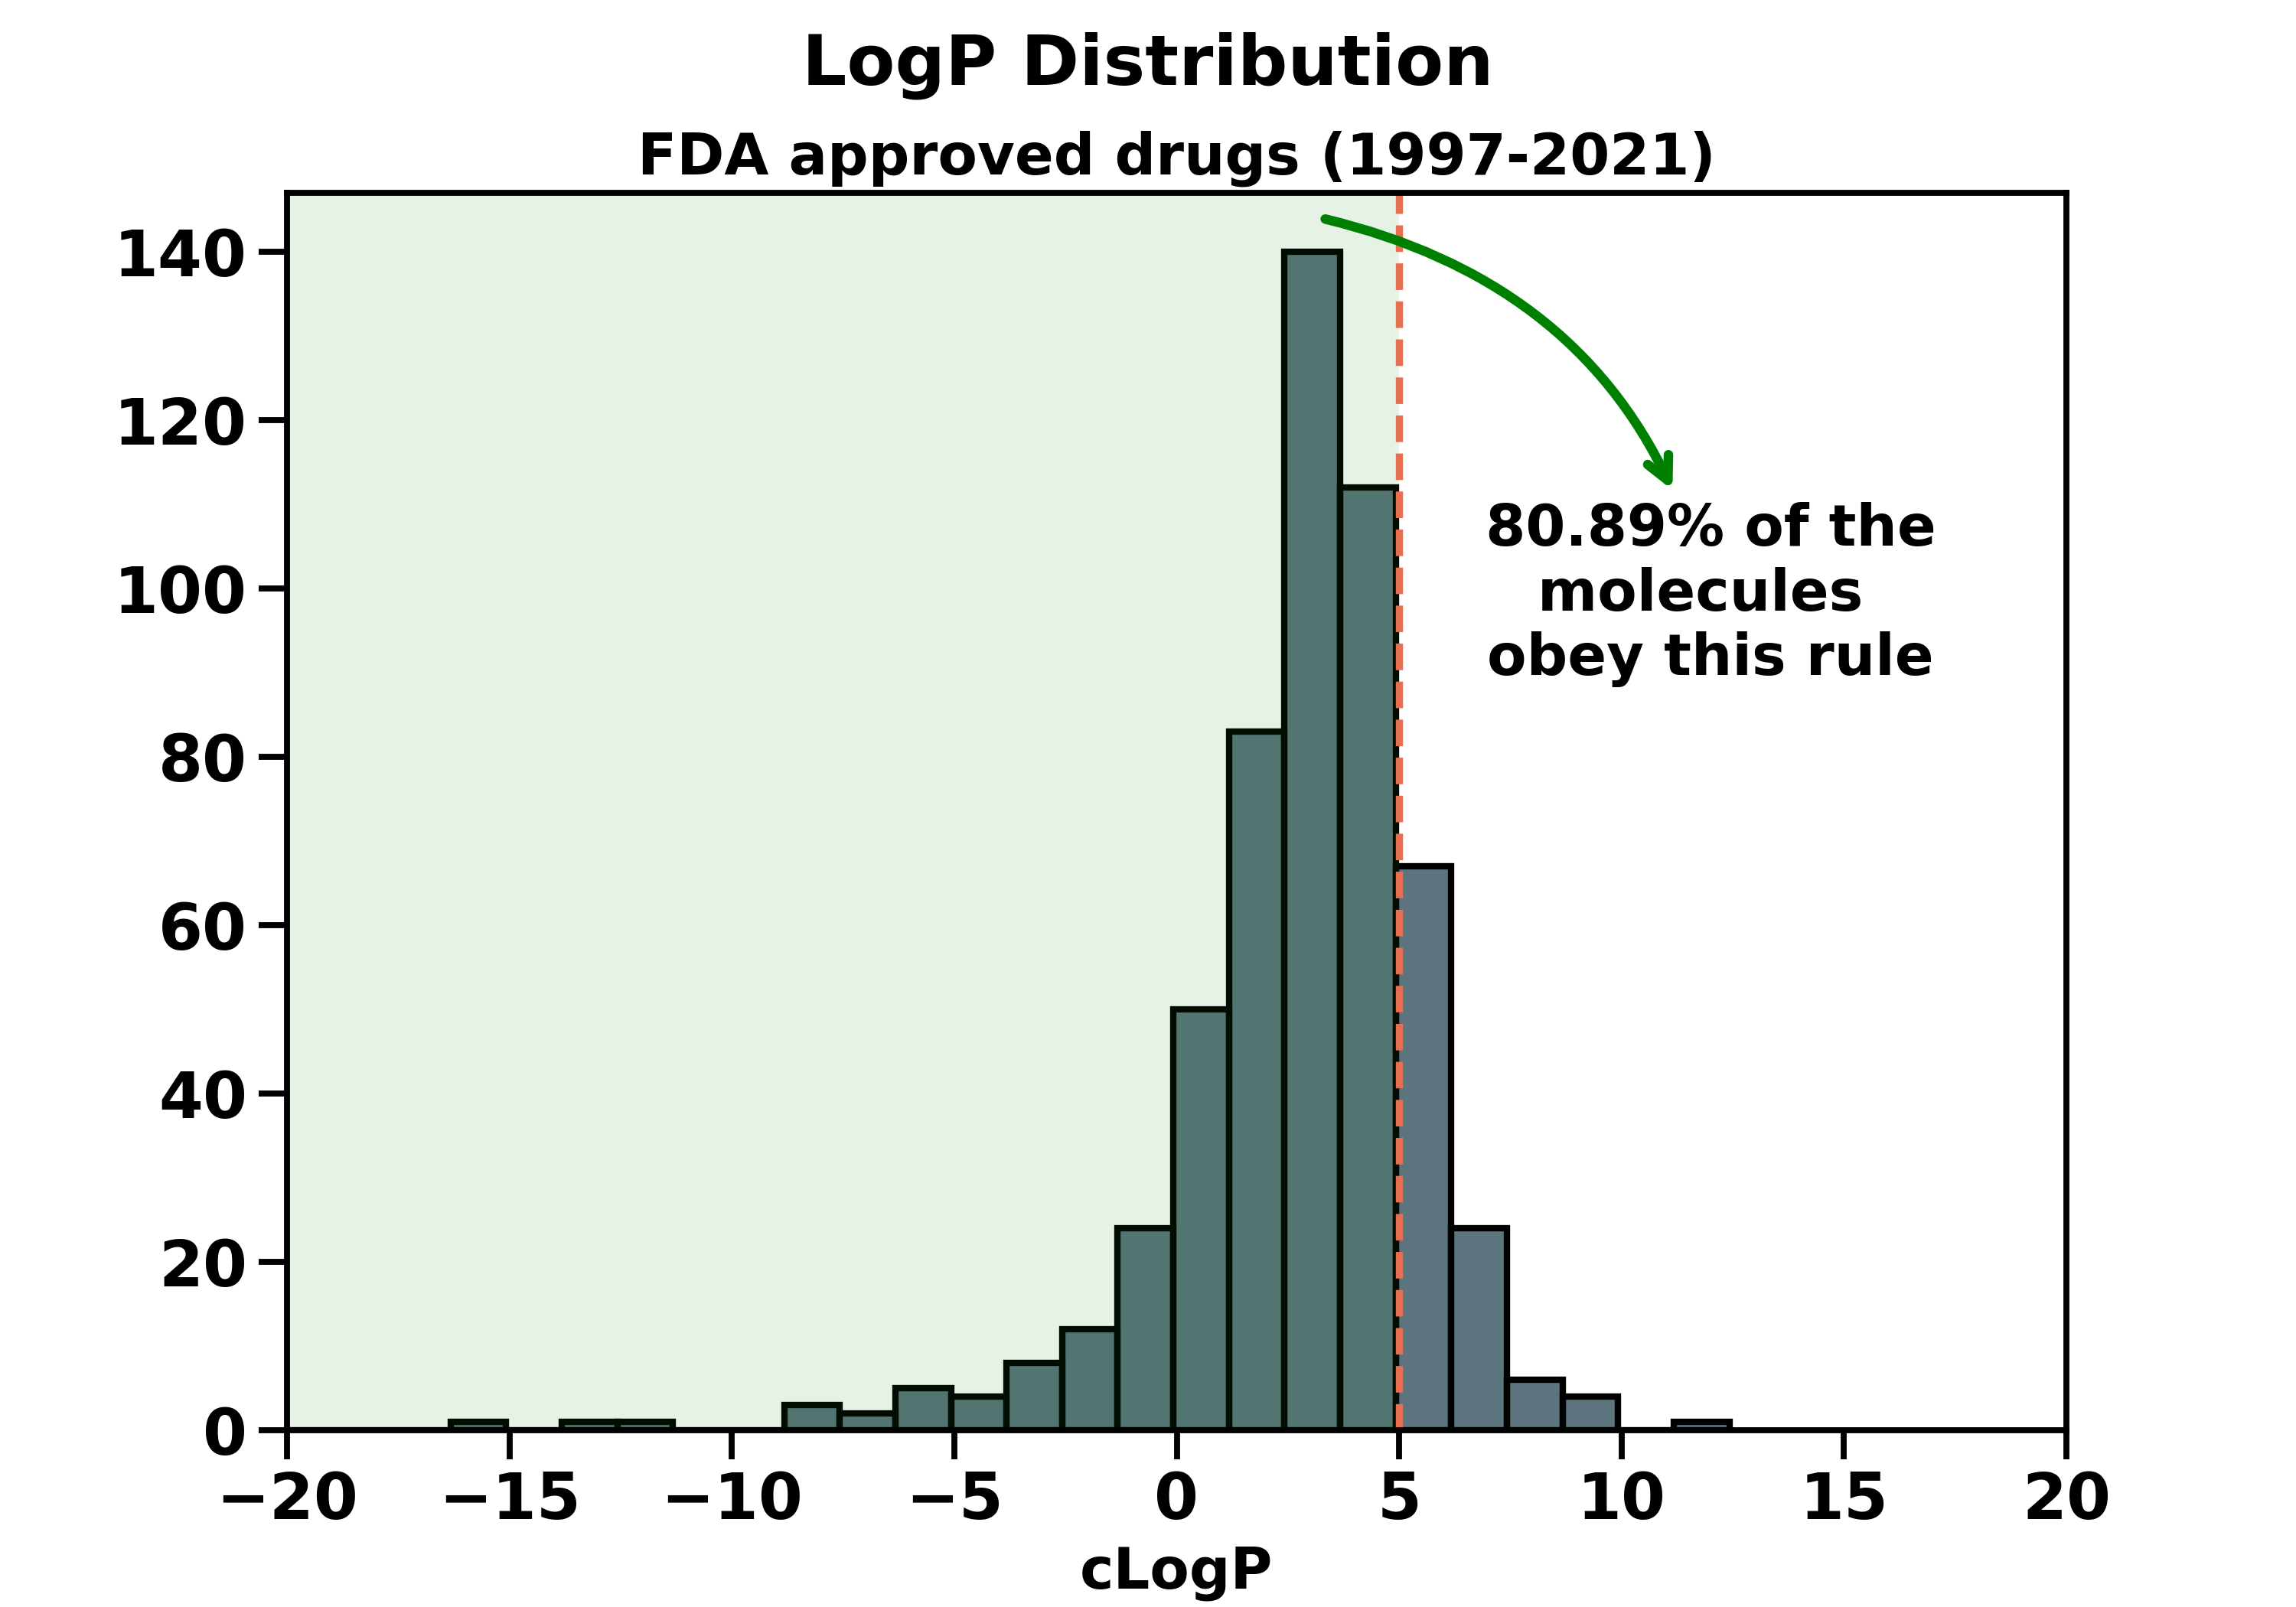 LogP Distribution
FDA approved drugs (1997-2021)
140
120
100
80
60
40
20
0
80.89% of the
molecules
obey this rule
−20 −15 −10 −5 0 5 10 15 20
cLogP